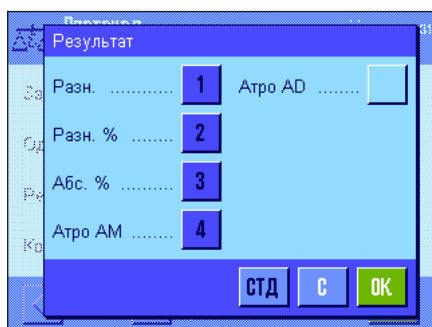 Результат
Разн. ........... 1
Атро AD ........
Разн. % ........ 2
Абс. % ......... 3
Атро AM ........ 4
СТД C OK